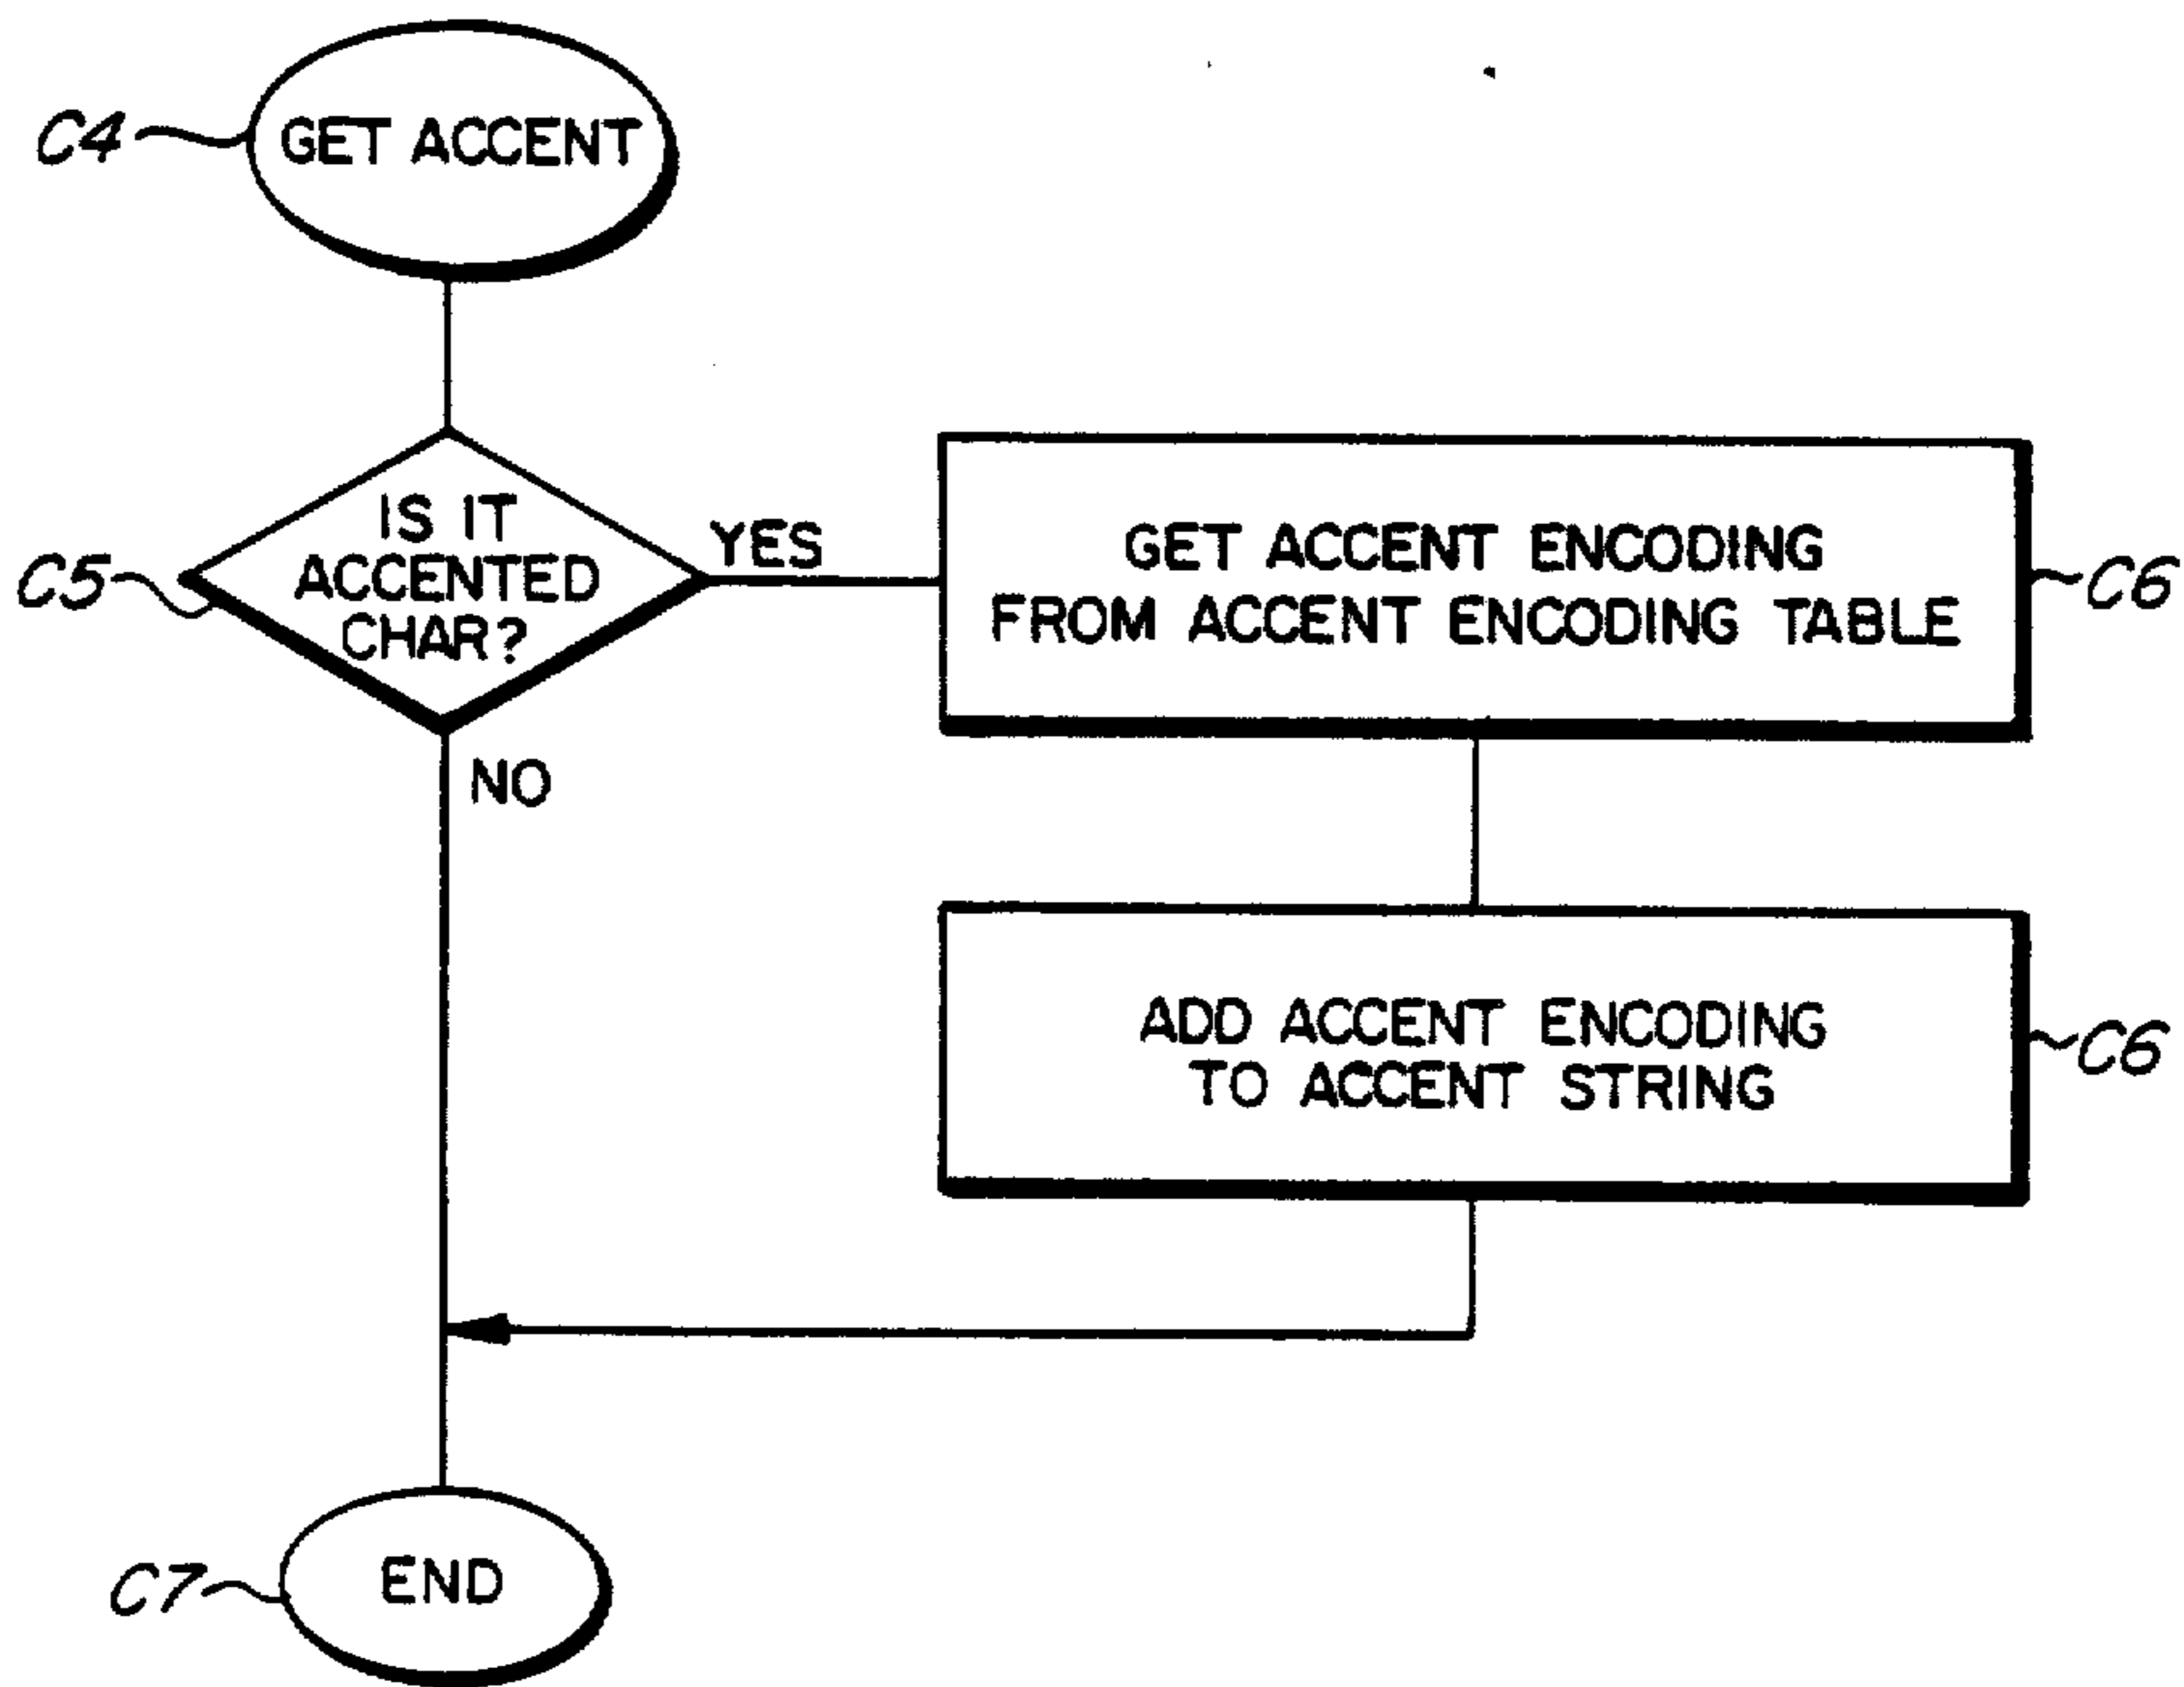 C4
GET ACCENT
C5
IS IT
ACCENTED
CHAR?
YES
NO
GET ACCENT ENCODING
FROM ACCENT ENCODING TABLE
C6
ADD ACCENT ENCODING
TO ACCENT STRING
C6
C7
END